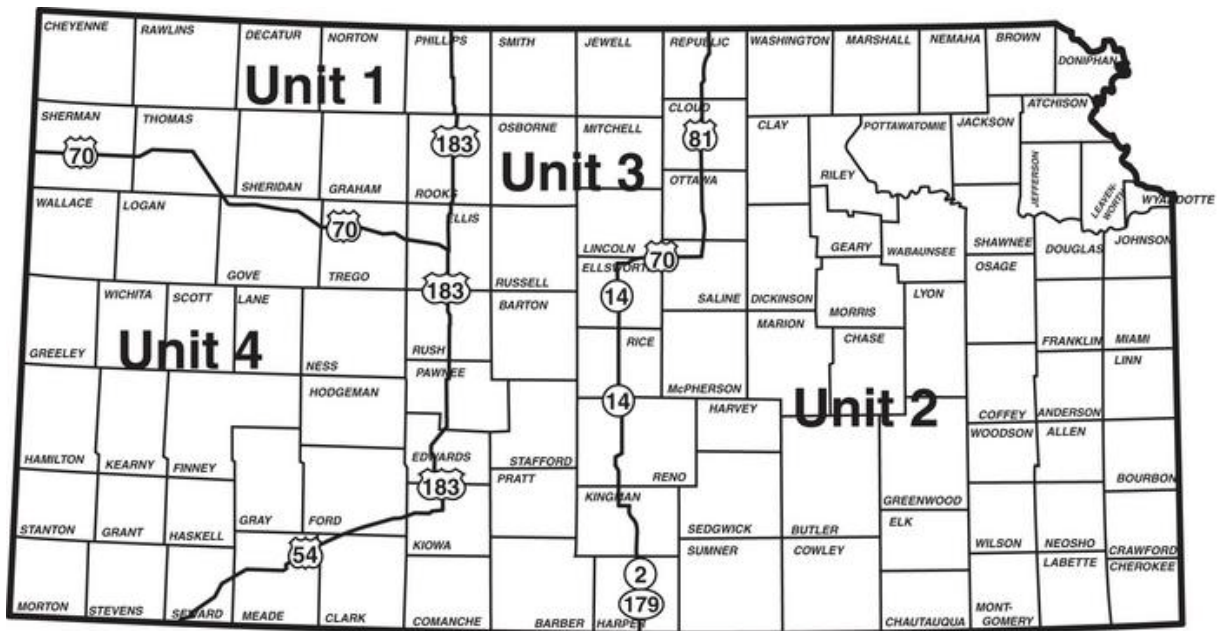 CHEYENNE
RAWLINS
DECATUR
NORTON
PHILLIPS
SMITH
JEWELL
REPUBLIC
WASHINGTON
MARSHALL
NEMAHA
BROWN
DONIPHAN
Unit 1
SHERMAN
THOMAS
183
OSBORNE
MITCHELL
CLOUD
81
CLAY
POTTAWATOMIE
JACKSON
ATCHISON
70
Unit 3
SHERIDAN
GRAHAM
ROOKS
OTTAWA
RILEY
JEFFERSON
LEAVEN-
WORTH
WYANDOTTE
WALLACE
LOGAN
70
ELLIS
LINCOLN
GEARY
WABAUNSEE
SHAWNEE
DOUGLAS
JOHNSON
GOVE
TREGO
183
RUSSELL
ELLSWORTH
70
14
SALINE
DICKINSON
MORRIS
LYON
OSAGE
WICHITA
SCOTT
LANE
BARTON
MARION
CHASE
FRANKLIN
MIAMI
GREELEY
Unit 4
NESS
RUSH
RICE
LINN
HODGEMAN
PAWNEE
14
McPHERSON
HARVEY
Unit 2
COFFEY
ANDERSON
WOODSON
ALLEN
HAMILTON
KEARNY
FINNEY
EDWARDS
STAFFORD
RENO
BOURBON
183
PRATT
KINGMAN
GREENWOOD
STANTON
GRANT
HASKELL
GRAY
FORD
KIOWA
SEDGWICK
BUTLER
ELK
WILSON
NEOSHO
CRAWFORD
54
SUMNER
COWLEY
LABETTE
CHEROKEE
2
179
MORTON
STEVENS
SEWARD
MEADE
CLARK
COMANCHE
BARBER
HARPER
CHAUTAUQUA
MONT-
GOMERY